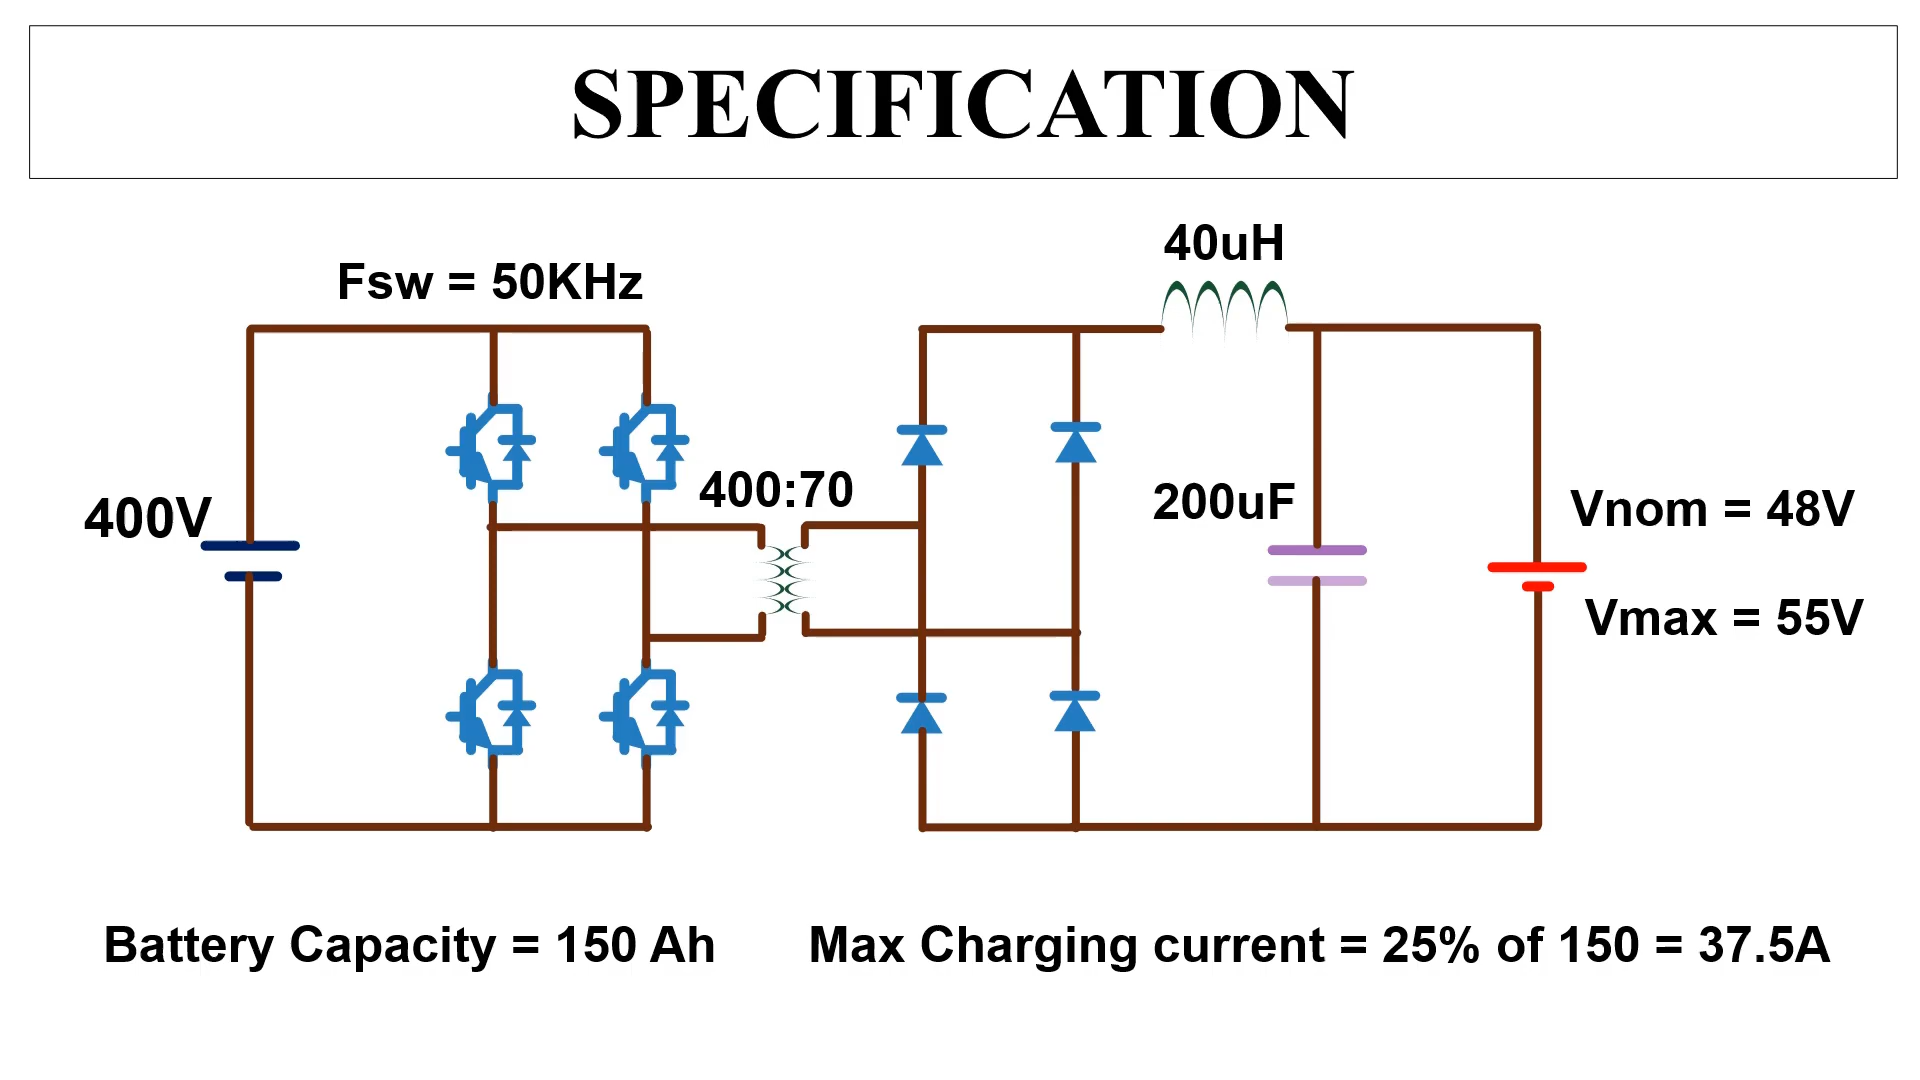 SPECIFICATION
40uH
Fsw = 50KHz
400:70
400V
200uF
Vnom = 48V
Vmax = 55V
Battery Capacity = 150 Ah
Max Charging current = 25% of 150 = 37.5A